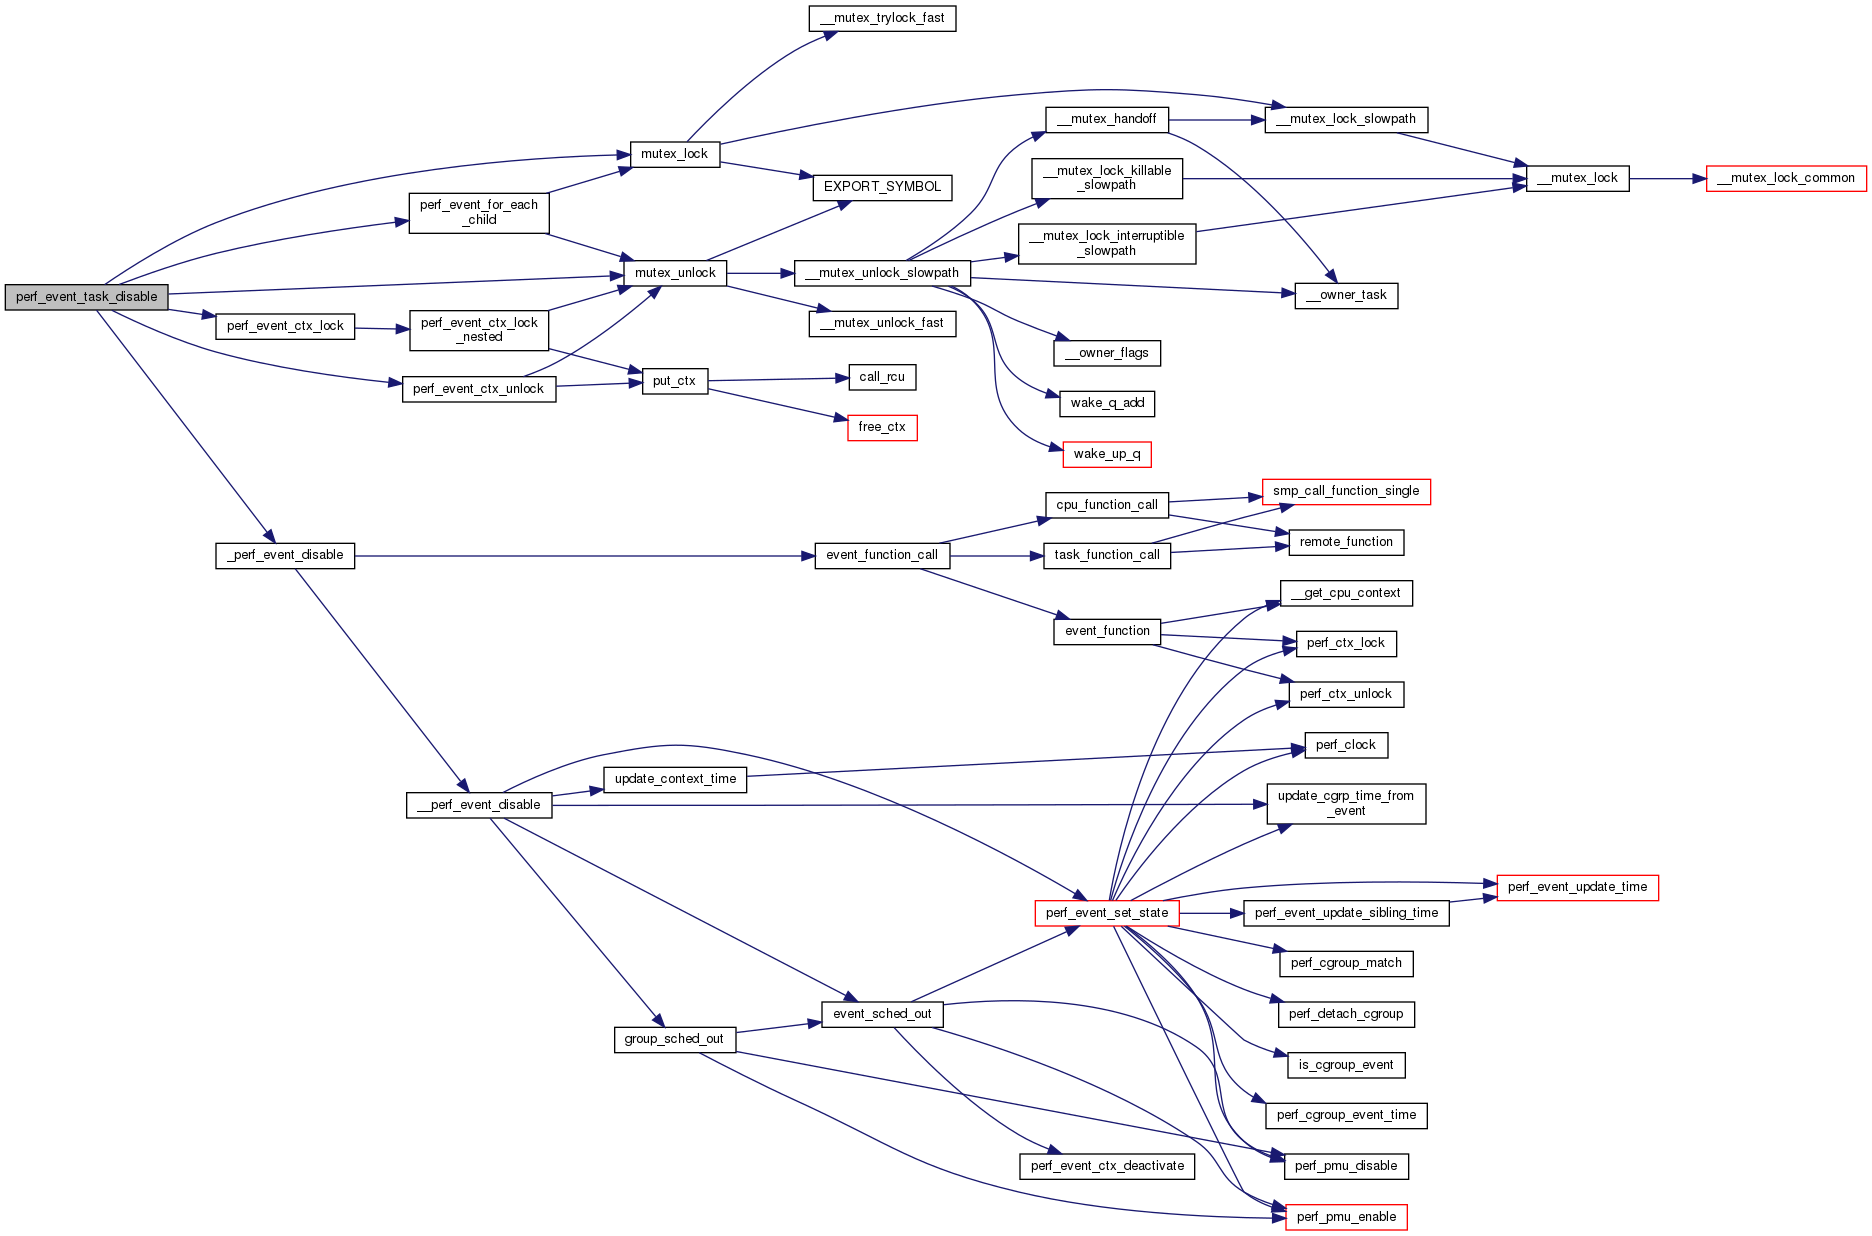 __mutex_trylock_fast
__mutex_handoff
__mutex_lock_slowpath
mutex_lock
EXPORT_SYMBOL
__mutex_lock_killable
_slowpath
__mutex_lock
__mutex_lock_common
perf_event_for_each
_child
__mutex_lock_interruptible
_slowpath
mutex_unlock
__mutex_unlock_slowpath
perf_event_task_disable
__owner_task
perf_event_ctx_lock
perf_event_ctx_lock
_nested
__mutex_unlock_fast
__owner_flags
perf_event_ctx_unlock
put_ctx
call_rcu
wake_q_add
free_ctx
wake_up_q
smp_call_function_single
cpu_function_call
remote_function
_perf_event_disable
event_function_call
task_function_call
__get_cpu_context
event_function
perf_ctx_lock
perf_ctx_unlock
perf_clock
update_context_time
__perf_event_disable
update_cgrp_time_from
_event
perf_event_update_time
perf_event_set_state
perf_event_update_sibling_time
perf_cgroup_match
event_sched_out
perf_detach_cgroup
group_sched_out
is_cgroup_event
perf_cgroup_event_time
perf_event_ctx_deactivate
perf_pmu_disable
perf_pmu_enable